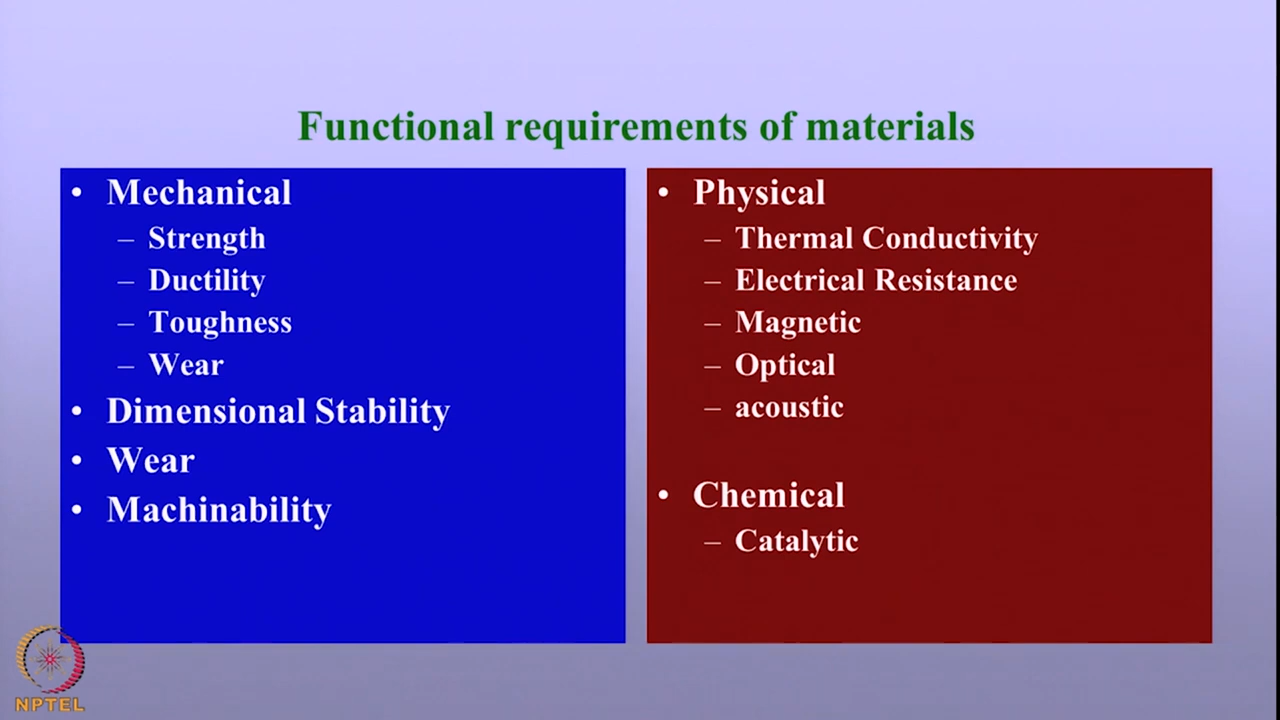 Functional requirements of materials
• Mechanical
– Strength
– Ductility
– Toughness
– Wear
• Dimensional Stability
• Wear
• Machinability
• Physical
– Thermal Conductivity
– Electrical Resistance
– Magnetic
– Optical
– acoustic
• Chemical
– Catalytic
NPTEL